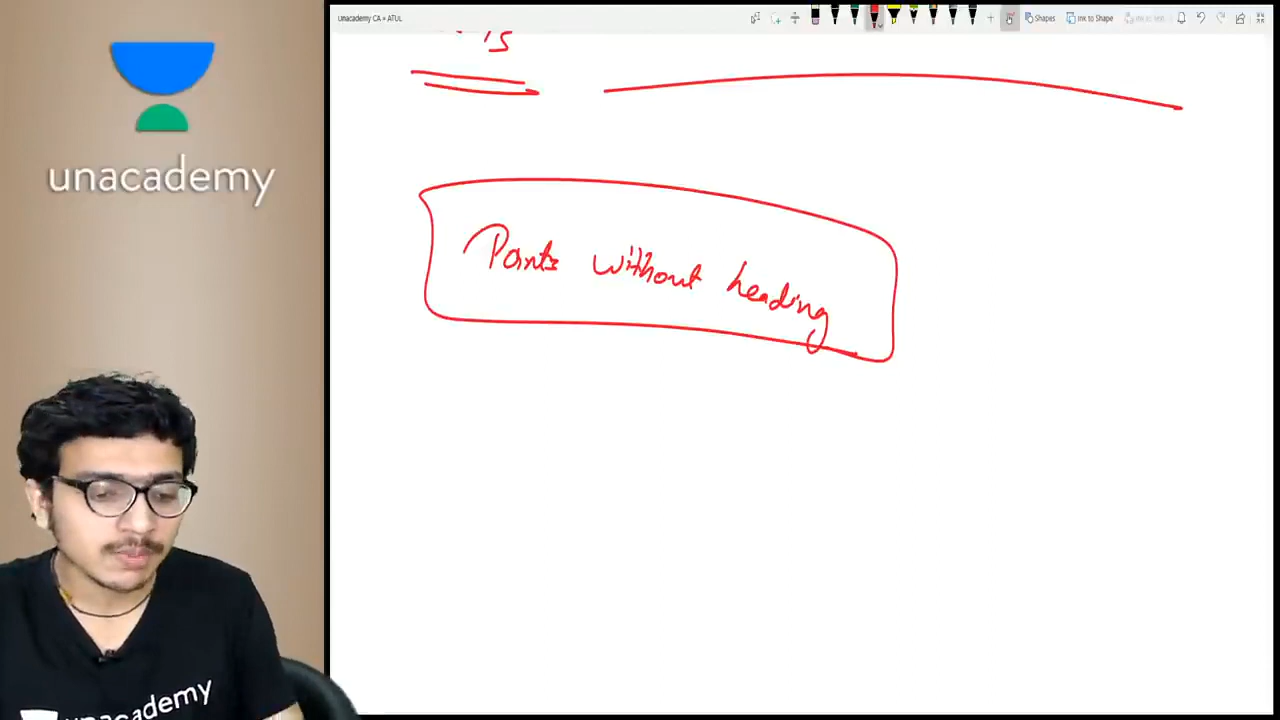 unacademy
Unacademy CA > ATUL
Shapes
Ink to Shape
Points without heading
unacademy